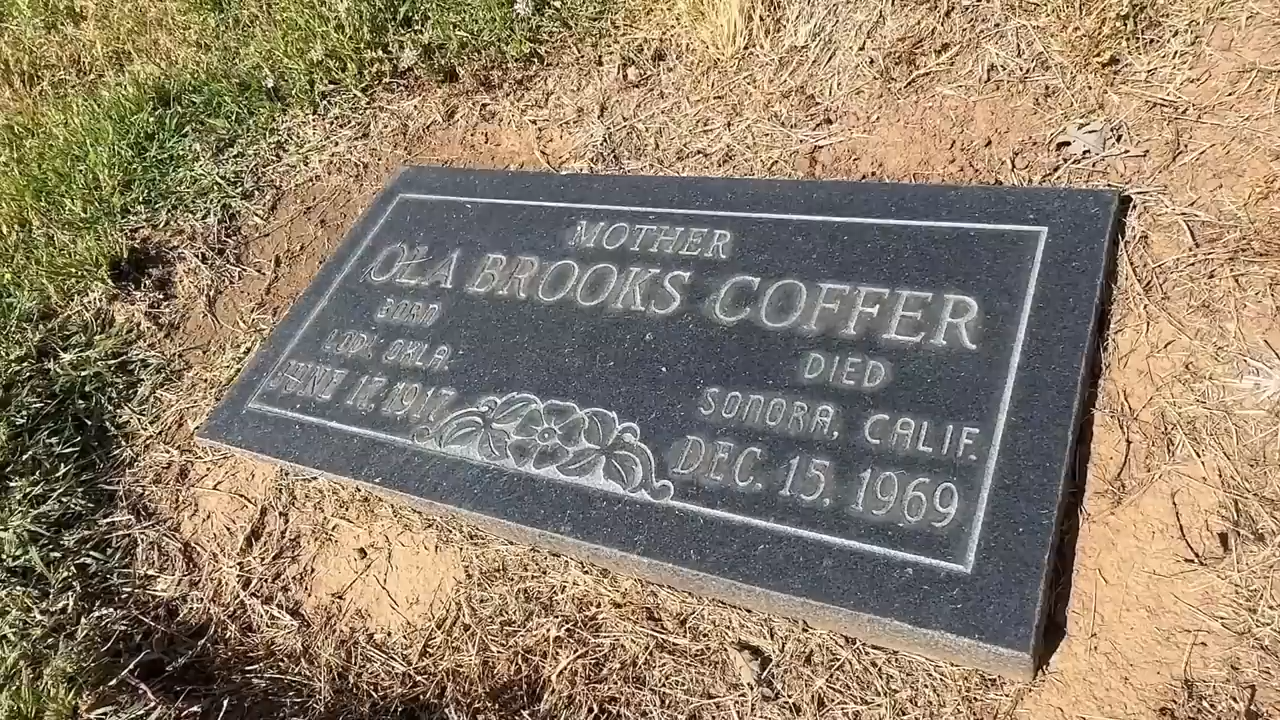 MOTHER
OLA BROOKS COFFER
BORN
LODI, OKLA.
JUNE 17, 1917
DIED
SONORA, CALIF.
DEC. 15, 1969